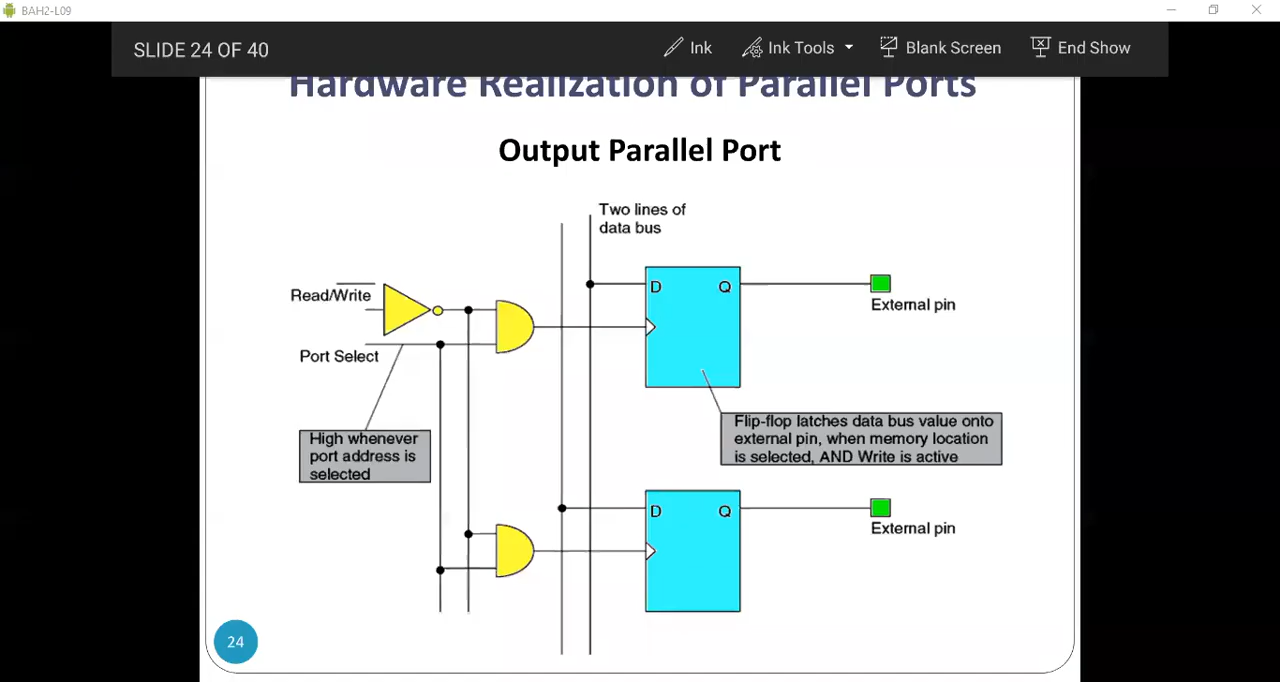 BAH2-L09
SLIDE 24 OF 40
Ink
Ink Tools
Blank Screen
End Show
Hardware Realization of Parallel Ports
Output Parallel Port
Two lines of
data bus
Read/Write
D
Q
External pin
Port Select
Flip-flop latches data bus value onto
external pin, when memory location
is selected, AND Write is active
High whenever
port address is
selected
D
Q
External pin
24